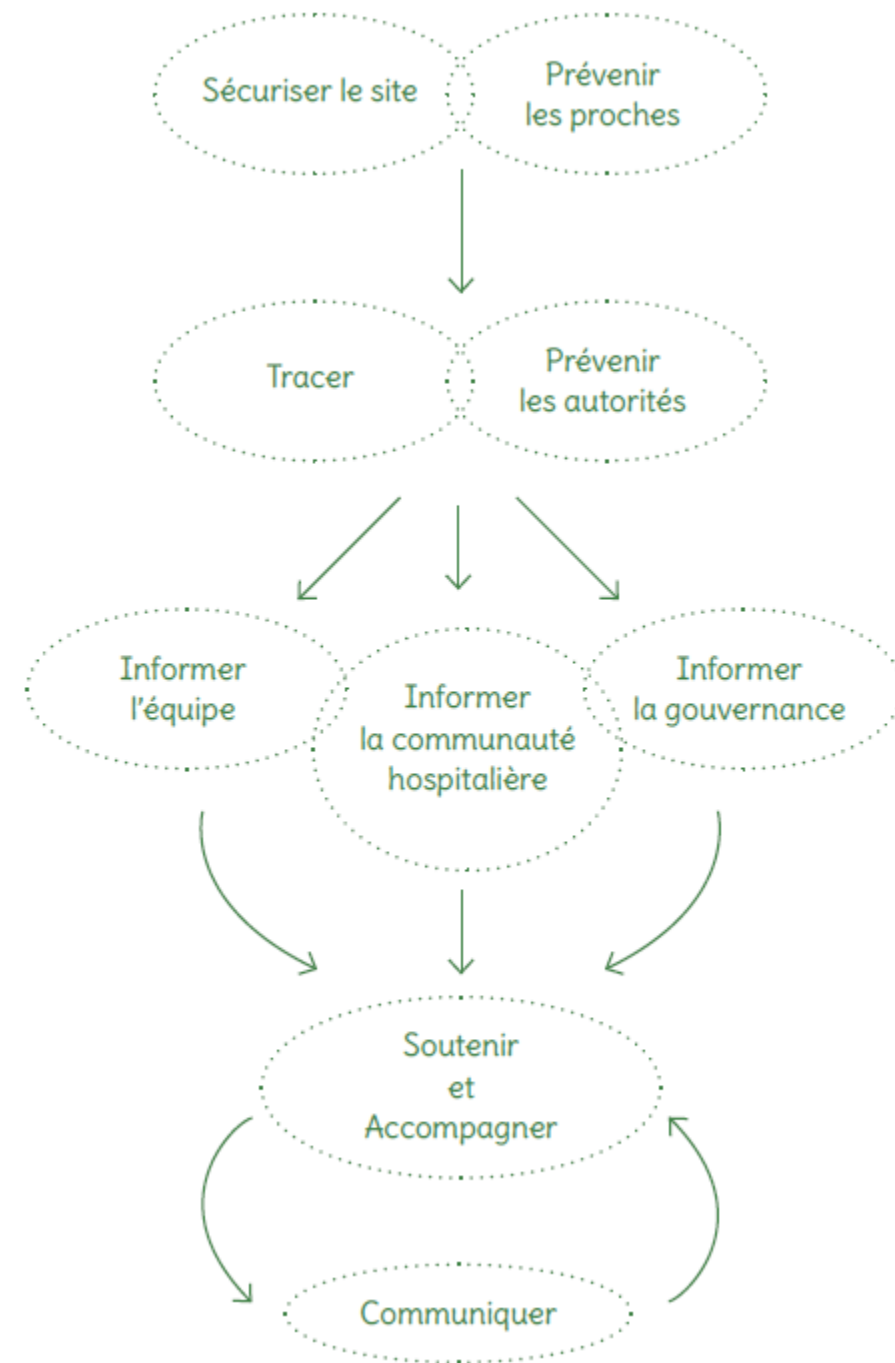 Sécuriser le site
Prévenir
les proches
Tracer
Prévenir
les autorités
Informer
l'équipe
Informer
la communauté
hospitalière
Informer
la gouvernance
Soutenir
et
Accompagner
Communiquer